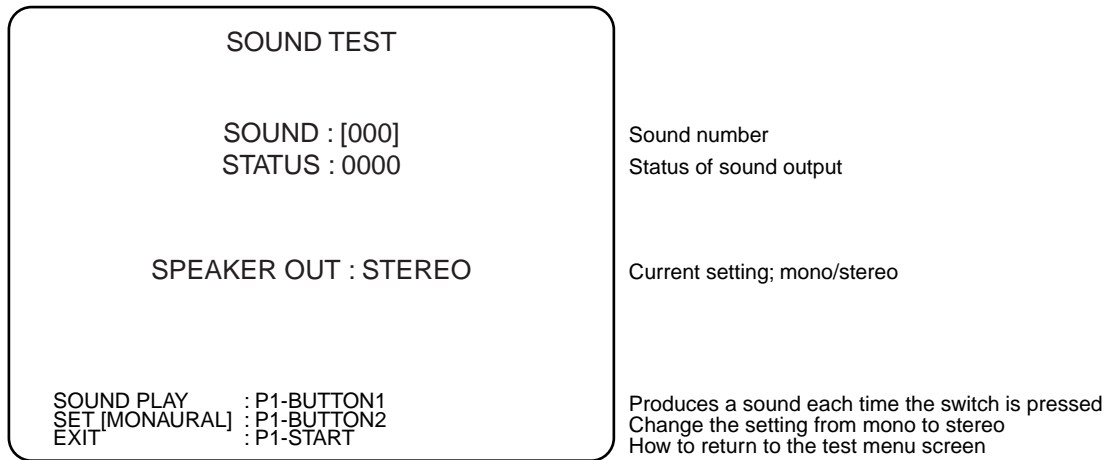 SOUND TEST
SOUND : [000] Sound number
STATUS : 0000 Status of sound output
SPEAKER OUT : STEREO Current setting; mono/stereo
SOUND PLAY : P1-BUTTON1 Produces a sound each time the switch is pressed
SET [MONAURAL] : P1-BUTTON2 Change the setting from mono to stereo
EXIT : P1-START How to return to the test menu screen